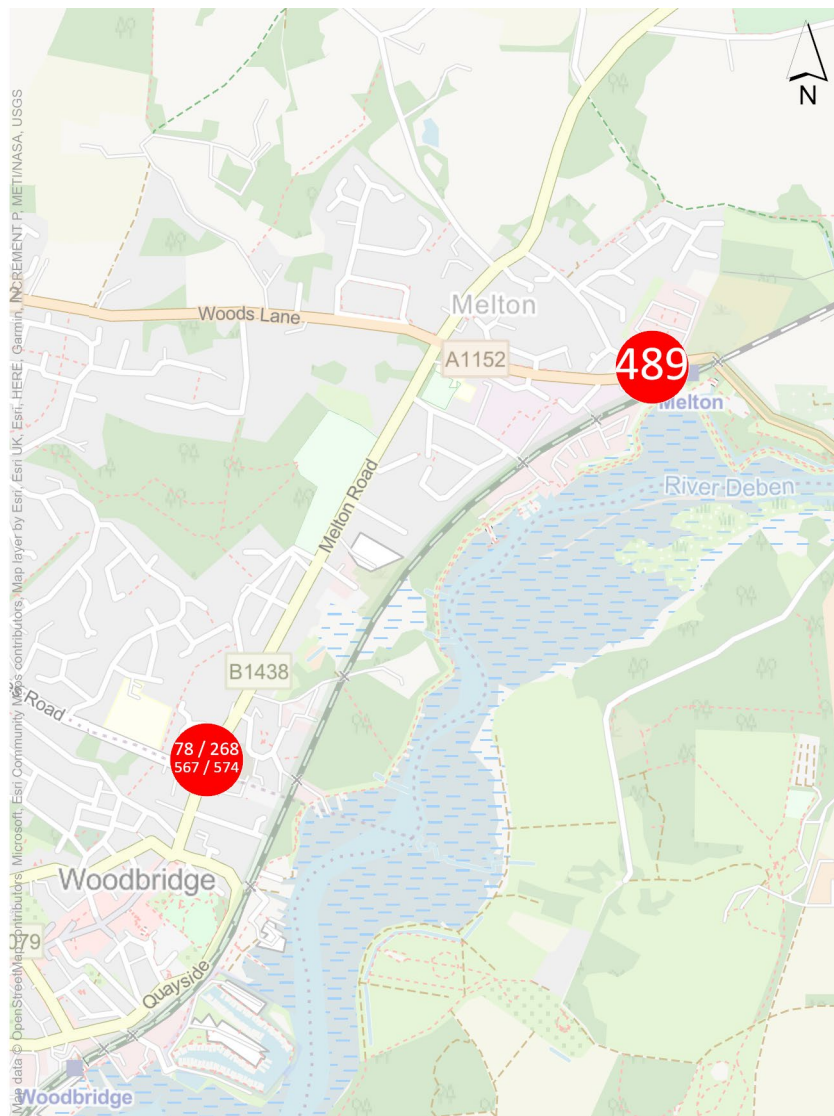 N
Melton
Woods Lane
A1152
489
Melton
River Deben
Melton Road
B1438
es Road
78 / 268
567 / 574
Woodbridge
079
Quayside
Woodbridge
Map data © OpenStreetMap contributors, Microsoft, Esri Community Maps contributors, Map layer by Esri, Esri UK, Esri, HERE, Garmin, INCREMENT P, METI/NASA, USGS